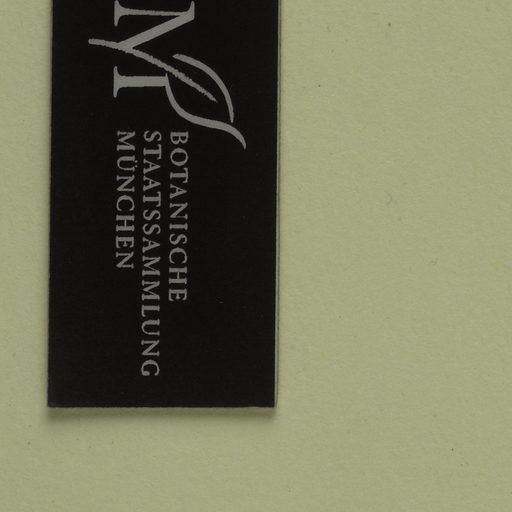 M
BOTANISCHE
STAATSSAMMLUNG
MÜNCHEN